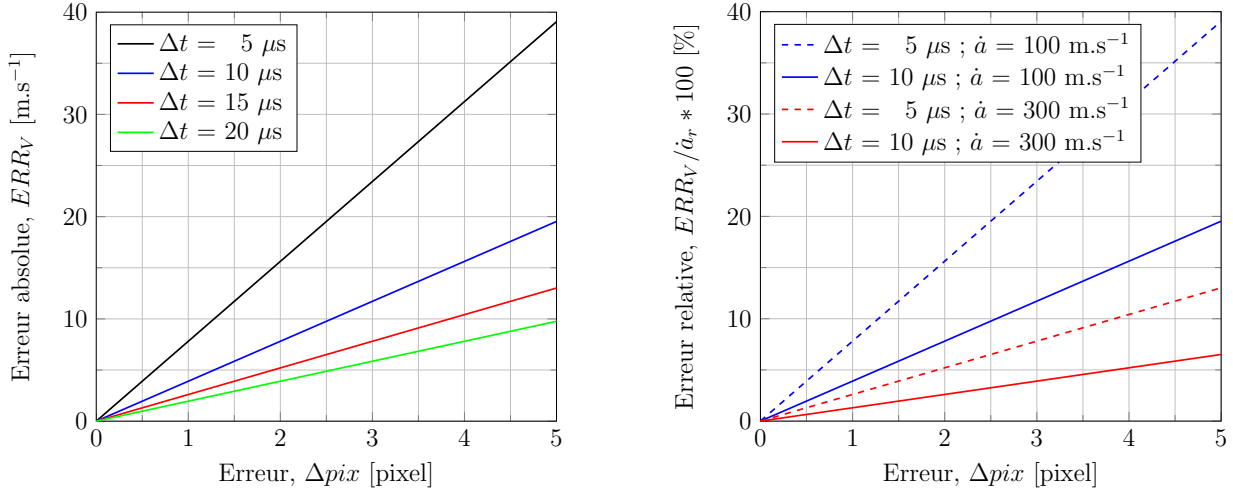 40
30
20
10
0
Erreur absolue, ERR_V [m.s⁻¹]
Δt = 5 μs
Δt = 10 μs
Δt = 15 μs
Δt = 20 μs
0 1 2 3 4 5
Erreur, Δpix [pixel]
40
30
20
10
0
Erreur relative, ERR_V/ȧ_r * 100 [%]
Δt = 5 μs ; ȧ = 100 m.s⁻¹
Δt = 10 μs ; ȧ = 100 m.s⁻¹
Δt = 5 μs ; ȧ = 300 m.s⁻¹
Δt = 10 μs ; ȧ = 300 m.s⁻¹
0 1 2 3 4 5
Erreur, Δpix [pixel]